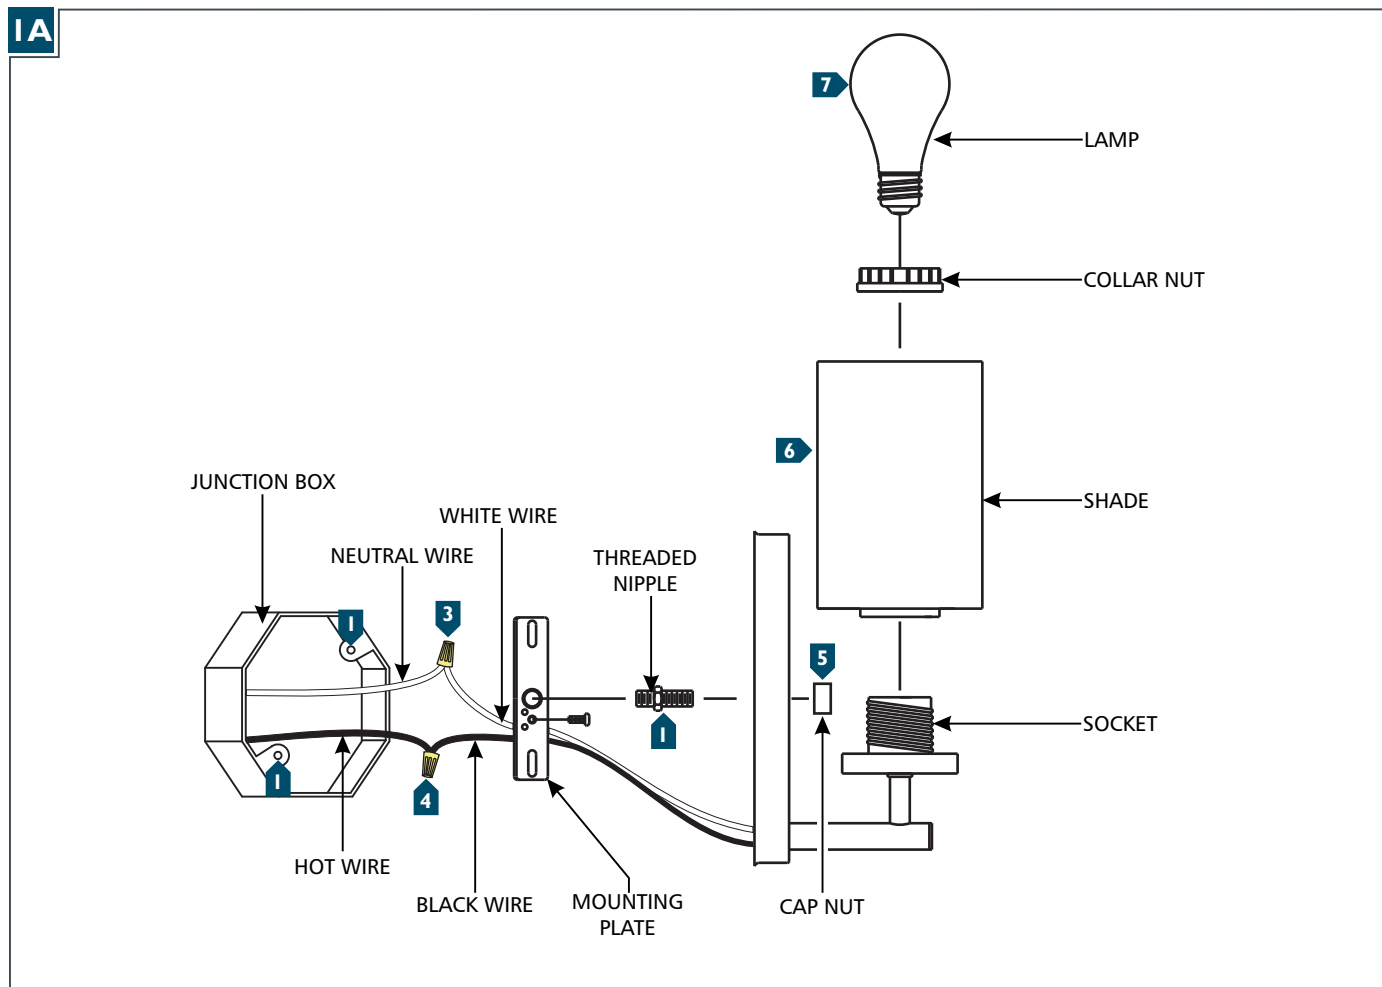 1A
7
LAMP
COLLAR NUT
6
SHADE
JUNCTION BOX
WHITE WIRE
NEUTRAL WIRE
THREADED
NIPPLE
1
3
5
1
SOCKET
1
4
HOT WIRE
BLACK WIRE
MOUNTING
PLATE
CAP NUT